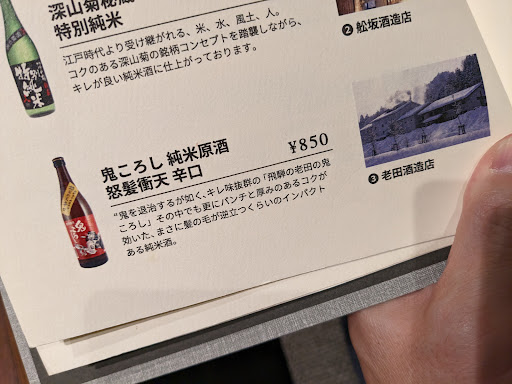 深山菊秘蔵
特別純米
江戸時代より受け継がれる、米、水、風土、人。
コクのある深山菊の銘柄コンセプトを踏襲しながら、
キレが良い純米酒に仕上がっております。
❷ 舩坂酒造店
鬼ころし 純米原酒
怒髪衝天 辛口
¥850
“鬼を退治するが如く、キレ味抜群の「飛騨の老田の鬼
ころし」その中でも更にパンチと厚みのあるコクが
効いた、まさに髪の毛が逆立つくらいのインパクト
ある純米酒。
❸ 老田酒造店
特別純米